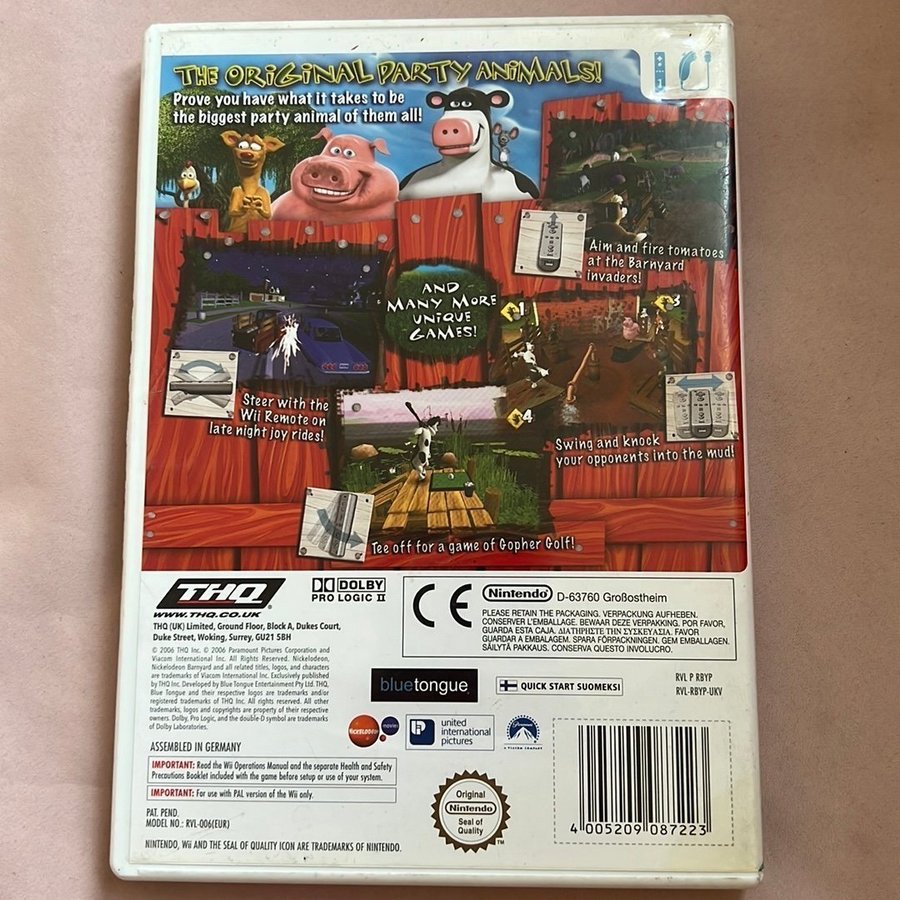 THE ORIGINAL PARTY ANIMALS!
Prove you have what it takes to be
the biggest party animal of them all!
Aim and fire tomatoes
at the Barnyard
invaders!
AND
MANY MORE
UNIQUE
GAMES!
1
3
4
Steer with the
Wii Remote on
late night joy rides!
Swing and knock
your opponents into the mud!
Tee off for a game of Gopher Golf!
THQ
WWW.THQ.CO.UK
DOLBY
PRO LOGIC II
THQ (UK) Limited, Ground Floor, Block A, Dukes Court,
Duke Street, Woking, Surrey, GU21 5BH
© 2006 THQ Inc. © 2006 Paramount Pictures Corporation and
Viacom International Inc. All Rights Reserved. Nickelodeon,
Nickelodeon Barnyard and all related titles, logos, and characters
are trademarks of Viacom International Inc. Exclusively published
by THQ Inc. Developed by Blue Tongue Entertainment Pty Ltd. THQ,
Blue Tongue and their respective logos are trademarks and/or
registered trademarks of THQ Inc. All rights reserved. All other
trademarks, logos and copyrights are property of their respective
owners. Dolby, Pro Logic, and the double-D symbol are trademarks
of Dolby Laboratories.
ASSEMBLED IN GERMANY
IMPORTANT: Read the Wii Operations Manual and the separate Health and Safety
Precautions Booklet included with the game before setup or use of your system.
IMPORTANT: For use with PAL version of the Wii only.
PAT. PEND.
MODEL NO.: RVL-006(EUR)
NINTENDO, Wii AND THE SEAL OF QUALITY ICON ARE TRADEMARKS OF NINTENDO.
CE
Nintendo D-63760 Großostheim
PLEASE RETAIN THE PACKAGING. VERPACKUNG AUFHEBEN.
CONSERVER L'EMBALLAGE. BEWAAR DEZE VERPAKKING. POR FAVOR,
GUARDA ESTA CAJA. ΔΙΑΤΗΡΗΣΤΕ ΤΗΝ ΣΥΣΚΕΥΑΣΙΑ. FAVOR
GUARDAR A EMBALAGEM. SPARA FÖRPACKNINGEN. GEM EMBALLAGEN.
SÄILYTÄ PAKKAUS. CONSERVA QUESTO INVOLUCRO.
bluetongue
QUICK START SUOMEKSI
RVL P RBYP
RVL-RBYP-UKV
NICKELODEON
movies
united
international
pictures
Paramount
A VIACOM COMPANY
Original
Nintendo
Seal of
Quality
TM
4 005209 087223